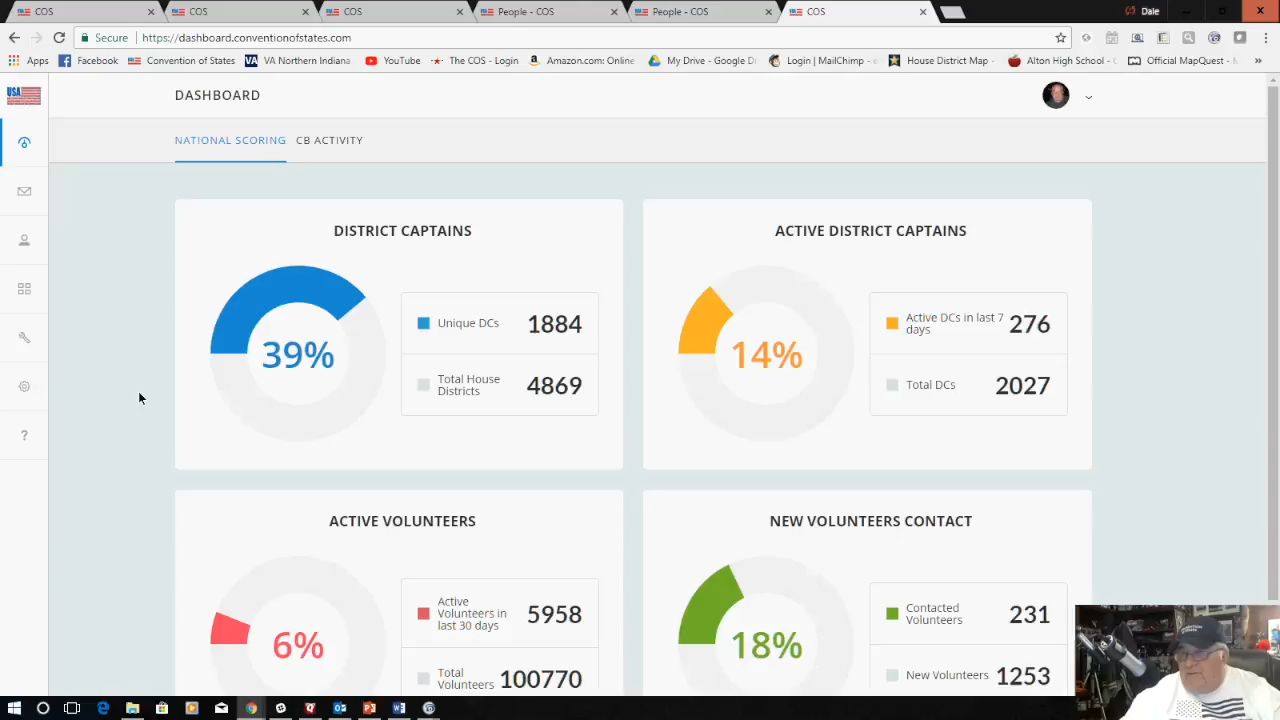 COS
COS
COS
People - COS
People - COS
COS
Dale
Secure
https://dashboard.conventionofstates.com
Apps
Facebook
Convention of States
VA Northern Indiana
YouTube
The COS - Login
Amazon.com: Online
My Drive - Google Dr
Login | MailChimp - e
House District Map -
Alton High School -
Official MapQuest -
USA
DASHBOARD
NATIONAL SCORING
CB ACTIVITY
DISTRICT CAPTAINS
39%
Unique DCs
1884
Total House
Districts
4869
ACTIVE DISTRICT CAPTAINS
14%
Active DCs in last 7
days
276
Total DCs
2027
ACTIVE VOLUNTEERS
6%
Active
Volunteers in
last 30 days
5958
Total
Volunteers
100770
NEW VOLUNTEERS CONTACT
18%
Contacted
Volunteers
231
New Volunteers
1253